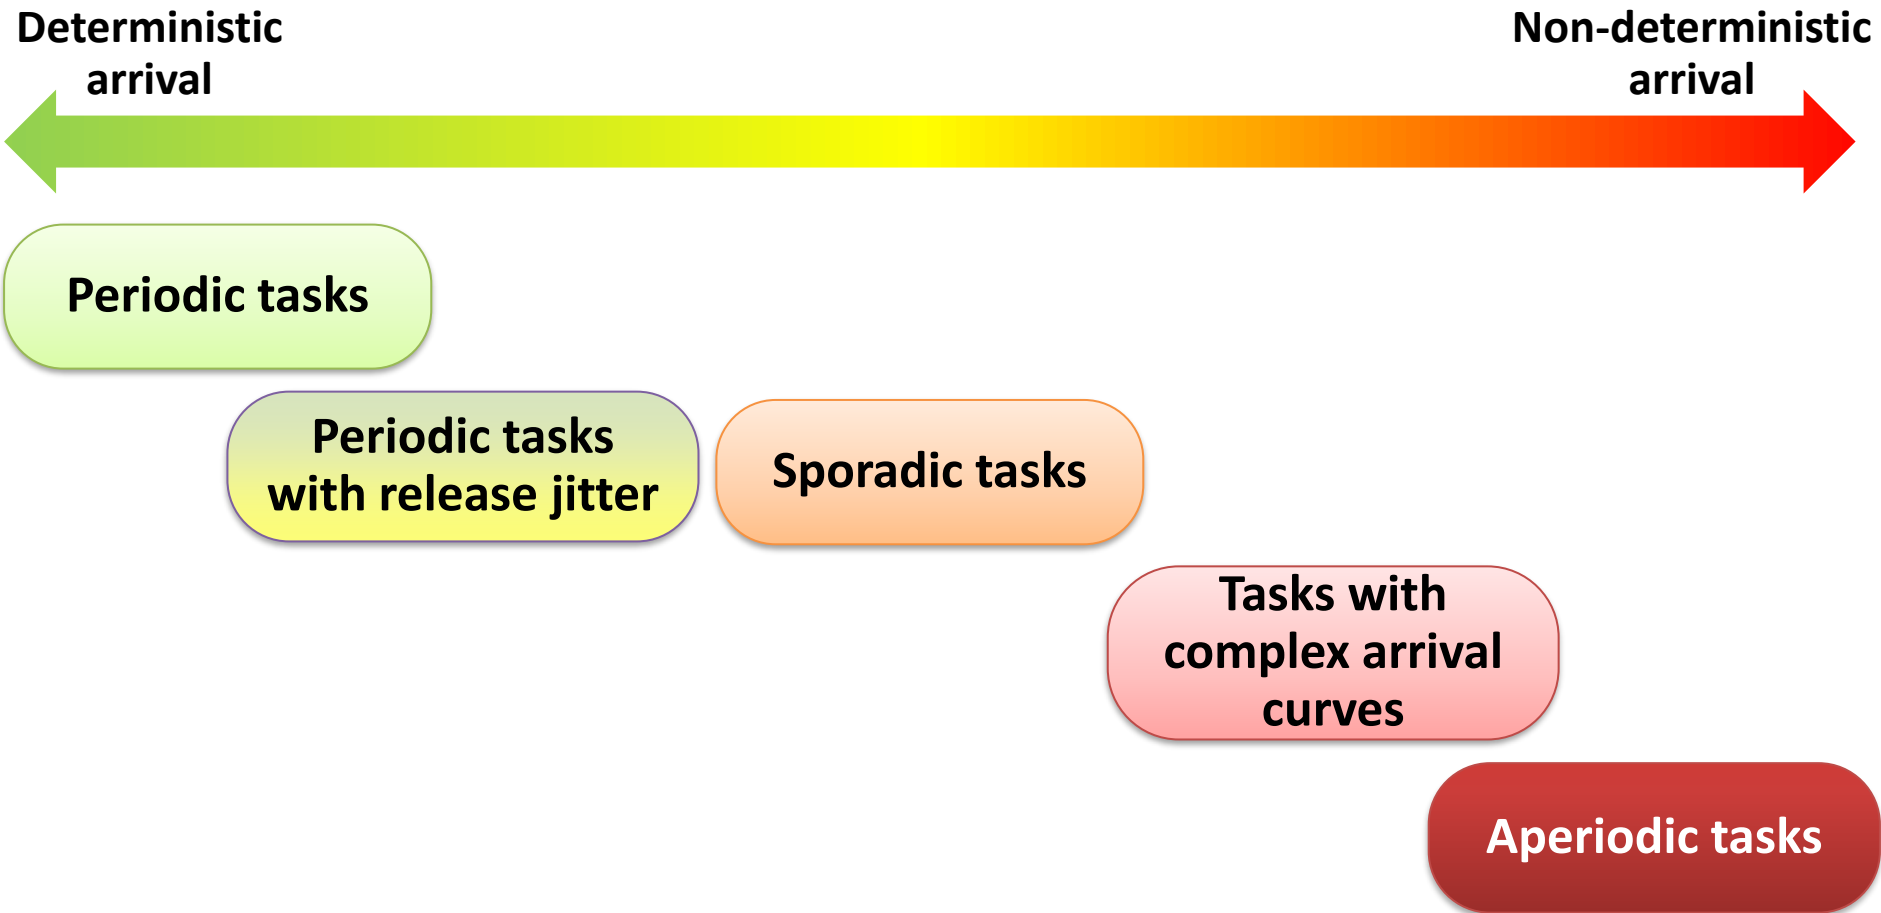 Deterministic
arrival
Non-deterministic
arrival
Periodic tasks
Periodic tasks
with release jitter
Sporadic tasks
Tasks with
complex arrival
curves
Aperiodic tasks